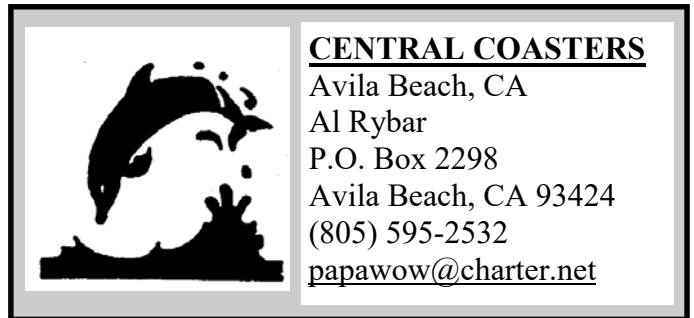 CENTRAL COASTERS
Avila Beach, CA
Al Rybar
P.O. Box 2298
Avila Beach, CA 93424
(805) 595-2532
papawow@charter.net